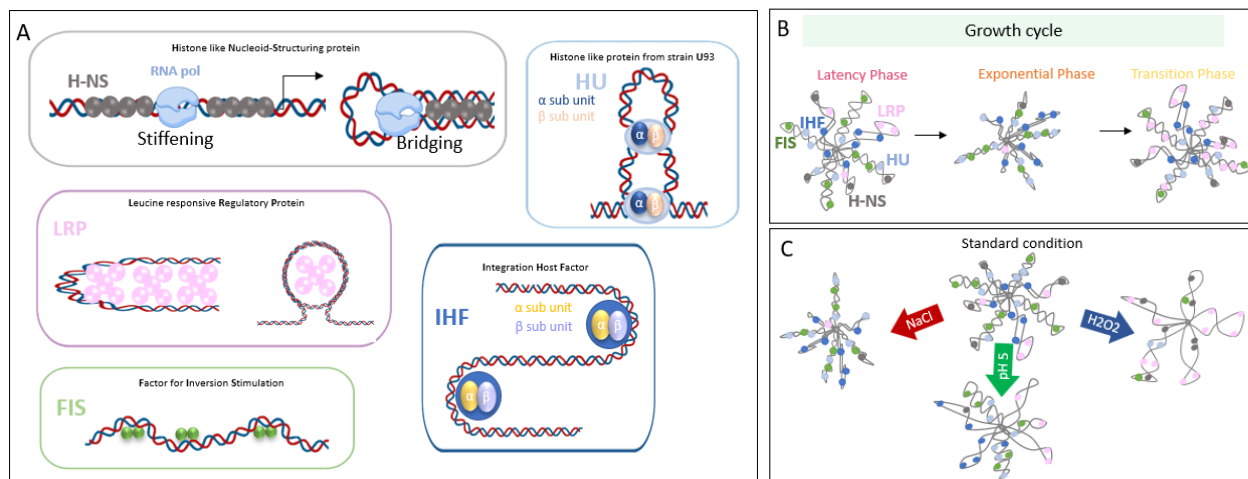 A
Histone like Nucleoid-Structuring protein
H-NS
RNA pol
Stiffening
Bridging
Histone like protein from strain U93
HU
α sub unit
β sub unit
α β
α β
Leucine responsive Regulatory Protein
LRP
Integration Host Factor
IHF
α sub unit
β sub unit
α β
α β
Factor for Inversion Stimulation
FIS
B
Growth cycle
Latency Phase
Exponential Phase
Transition Phase
IHF
LRP
FIS
HU
H-NS
C
Standard condition
NaCl
H2O2
pH 5